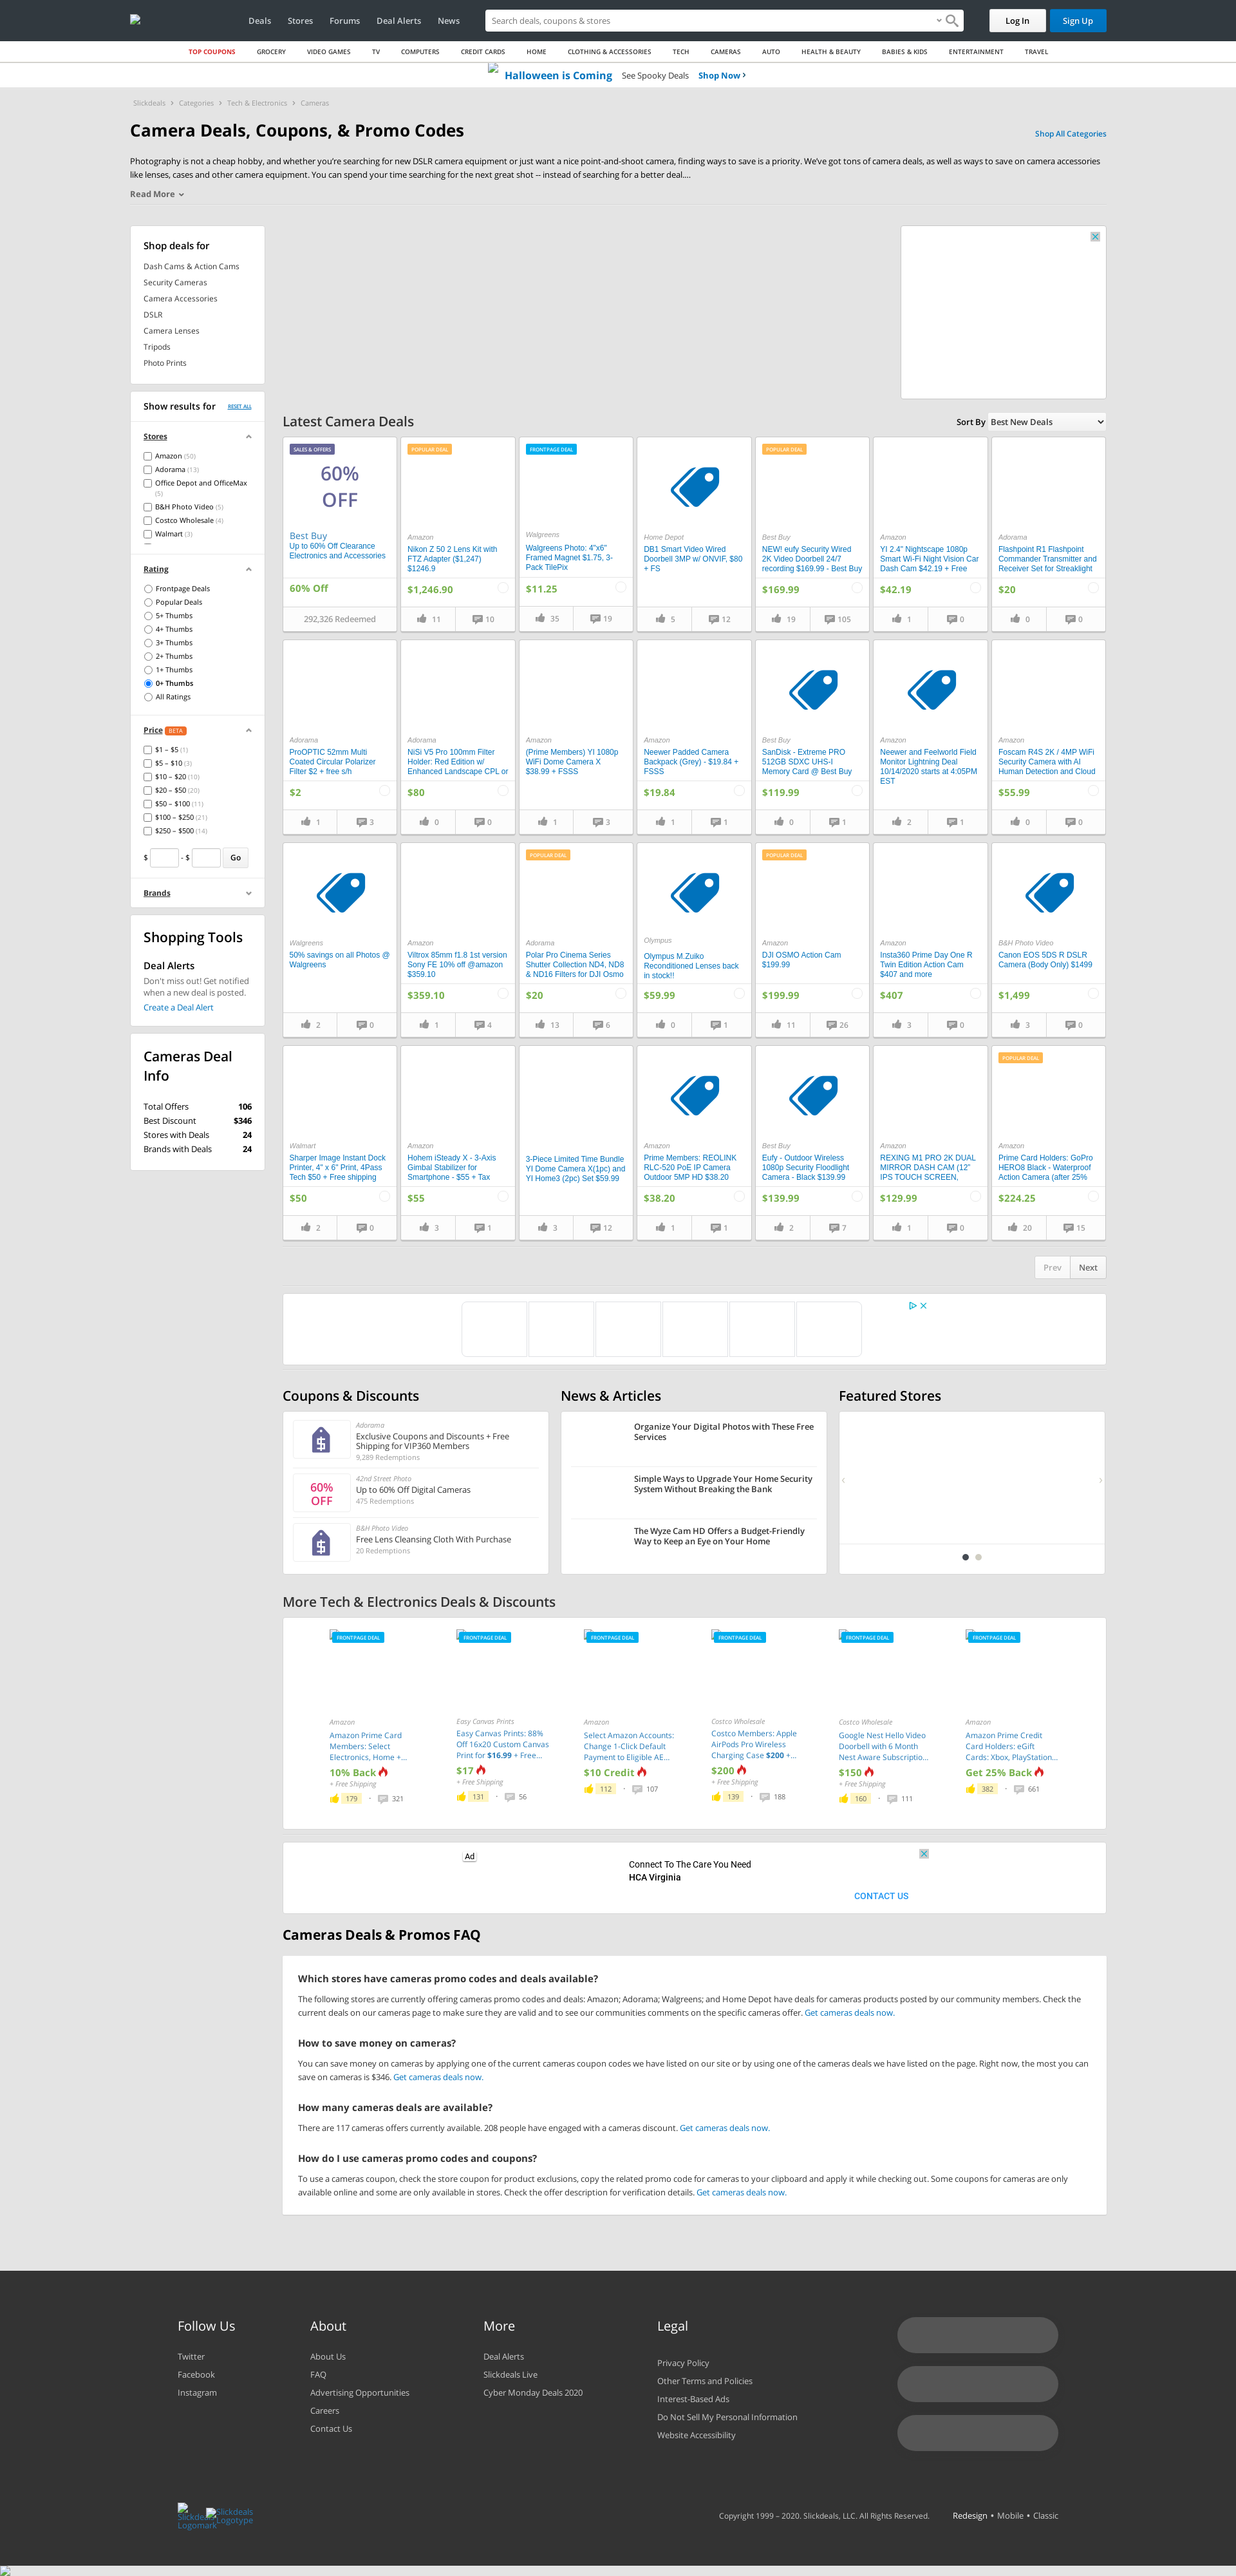 Deals
Stores
Forums
Deal Alerts
News
Search deals, coupons & stores
Log In
Sign Up
TOP COUPONS
GROCERY
VIDEO GAMES
TV
COMPUTERS
CREDIT CARDS
HOME
CLOTHING & ACCESSORIES
TECH
CAMERAS
AUTO
HEALTH & BEAUTY
BABIES & KIDS
ENTERTAINMENT
TRAVEL
Halloween is Coming See Spooky Deals Shop Now
Slickdeals > Categories > Tech & Electronics > Cameras
Camera Deals, Coupons, & Promo Codes
Shop All Categories
Photography is not a cheap hobby, and whether you're searching for new DSLR camera equipment or just want a nice point-and-shoot camera, finding ways to save is a priority. We've got tons of camera deals, as well as ways to save on camera accessories
like lenses, cases and other camera equipment. You can spend your time searching for the next great shot -- instead of searching for a better deal....
Read More
Shop deals for
Dash Cams & Action Cams
Security Cameras
Camera Accessories
DSLR
Camera Lenses
Tripods
Photo Prints
Show results for
RESET ALL
Stores
Amazon (50)
Adorama (13)
Office Depot and OfficeMax
(5)
B&H Photo Video (5)
Costco Wholesale (4)
Walmart (3)
Rating
Frontpage Deals
Popular Deals
5+ Thumbs
4+ Thumbs
3+ Thumbs
2+ Thumbs
1+ Thumbs
0+ Thumbs
All Ratings
Price BETA
$1 – $5 (1)
$5 – $10 (3)
$10 – $20 (10)
$20 – $50 (20)
$50 – $100 (11)
$100 – $250 (21)
$250 – $500 (14)
$ - $ Go
Brands
Shopping Tools
Deal Alerts
Don't miss out! Get notified
when a new deal is posted.
Create a Deal Alert
Cameras Deal
Info
Total Offers 106
Best Discount $346
Stores with Deals 24
Brands with Deals 24
Latest Camera Deals
Sort By Best New Deals
SALES & OFFERS
60%
OFF
Best Buy
Up to 60% Off Clearance
Electronics and Accessories
60% Off
292,326 Redeemed
POPULAR DEAL
Amazon
Nikon Z 50 2 Lens Kit with
FTZ Adapter ($1,247)
$1246.9
$1,246.90
11
10
FRONTPAGE DEAL
Walgreens
Walgreens Photo: 4"x6"
Framed Magnet $1.75, 3-
Pack TilePix
$11.25
35
19
Home Depot
DB1 Smart Video Wired
Doorbell 3MP w/ ONVIF, $80
+ FS
5
12
POPULAR DEAL
Best Buy
NEW! eufy Security Wired
2K Video Doorbell 24/7
recording $169.99 - Best Buy
$169.99
19
105
Amazon
YI 2.4" Nightscape 1080p
Smart Wi-Fi Night Vision Car
Dash Cam $42.19 + Free
$42.19
1
0
Adorama
Flashpoint R1 Flashpoint
Commander Transmitter and
Receiver Set for Streaklight
$20
0
0
Adorama
ProOPTIC 52mm Multi
Coated Circular Polarizer
Filter $2 + free s/h
$2
1
3
Adorama
NiSi V5 Pro 100mm Filter
Holder: Red Edition w/
Enhanced Landscape CPL or
$80
0
0
Amazon
(Prime Members) YI 1080p
WiFi Dome Camera X
$38.99 + FSSS
1
3
Amazon
Neewer Padded Camera
Backpack (Grey) - $19.84 +
FSSS
$19.84
1
1
Best Buy
SanDisk - Extreme PRO
512GB SDXC UHS-I
Memory Card @ Best Buy
$119.99
0
1
Amazon
Neewer and Feelworld Field
Monitor Lightning Deal
10/14/2020 starts at 4:05PM
EST
2
1
Amazon
Foscam R4S 2K / 4MP WiFi
Security Camera with AI
Human Detection and Cloud
$55.99
0
0
Walgreens
50% savings on all Photos @
Walgreens
2
0
Amazon
Viltrox 85mm f1.8 1st version
Sony FE 10% off @amazon
$359.10
$359.10
1
4
POPULAR DEAL
Adorama
Polar Pro Cinema Series
Shutter Collection ND4, ND8
& ND16 Filters for DJI Osmo
$20
13
6
Olympus
Olympus M.Zuiko
Reconditioned Lenses back
in stock!!
$59.99
0
1
POPULAR DEAL
Amazon
DJI OSMO Action Cam
$199.99
$199.99
11
26
Amazon
Insta360 Prime Day One R
Twin Edition Action Cam
$407 and more
$407
3
0
B&H Photo Video
Canon EOS 5DS R DSLR
Camera (Body Only) $1499
$1,499
3
0
Walmart
Sharper Image Instant Dock
Printer, 4" x 6" Print, 4Pass
Tech $50 + Free shipping
$50
2
0
Amazon
Hohem iSteady X - 3-Axis
Gimbal Stabilizer for
Smartphone - $55 + Tax
$55
3
1
3-Piece Limited Time Bundle
YI Dome Camera X(1pc) and
YI Home3 (2pc) Set $59.99
3
12
Amazon
Prime Members: REOLINK
RLC-520 PoE IP Camera
Outdoor 5MP HD $38.20
$38.20
1
1
Best Buy
Eufy - Outdoor Wireless
1080p Security Floodlight
Camera - Black $139.99
$139.99
2
7
Amazon
REXING M1 PRO 2K DUAL
MIRROR DASH CAM (12"
IPS TOUCH SCREEN,
$129.99
1
0
POPULAR DEAL
Amazon
Prime Card Holders: GoPro
HERO8 Black - Waterproof
Action Camera (after 25%
$224.25
20
15
Prev
Next
Coupons & Discounts
Adorama
Exclusive Coupons and Discounts + Free
Shipping for VIP360 Members
9,289 Redemptions
60%
OFF
42nd Street Photo
Up to 60% Off Digital Cameras
475 Redemptions
B&H Photo Video
Free Lens Cleansing Cloth With Purchase
20 Redemptions
News & Articles
Organize Your Digital Photos with These Free
Services
Simple Ways to Upgrade Your Home Security
System Without Breaking the Bank
The Wyze Cam HD Offers a Budget-Friendly
Way to Keep an Eye on Your Home
Featured Stores
More Tech & Electronics Deals & Discounts
FRONTPAGE DEAL
Amazon
Amazon Prime Card
Members: Select
Electronics, Home +...
10% Back
+ Free Shipping
179
321
FRONTPAGE DEAL
Easy Canvas Prints
Easy Canvas Prints: 88%
Off 16x20 Custom Canvas
Print for $16.99 + Free...
$17
+ Free Shipping
131
56
FRONTPAGE DEAL
Amazon
Select Amazon Accounts:
Change 1-Click Default
Payment to Eligible AE...
$10 Credit
112
107
FRONTPAGE DEAL
Costco Wholesale
Costco Members: Apple
AirPods Pro Wireless
Charging Case $200 +...
$200
+ Free Shipping
139
188
FRONTPAGE DEAL
Costco Wholesale
Google Nest Hello Video
Doorbell with 6 Month
Nest Aware Subscriptio...
$150
+ Free Shipping
160
111
FRONTPAGE DEAL
Amazon
Amazon Prime Credit
Card Holders: eGift
Cards: Xbox, PlayStation...
Get 25% Back
382
661
Ad
Connect To The Care You Need
HCA Virginia
CONTACT US
Cameras Deals & Promos FAQ
Which stores have cameras promo codes and deals available?
The following stores are currently offering cameras promo codes and deals: Amazon; Adorama; Walgreens; and Home Depot have deals for cameras products posted by our community members. Check the
current deals on our cameras page to make sure they are valid and to see our communities comments on the specific cameras offer. Get cameras deals now.
How to save money on cameras?
You can save money on cameras by applying one of the current cameras coupon codes we have listed on our site or by using one of the cameras deals we have listed on the page. Right now, the most you can
save on cameras is $346. Get cameras deals now.
How many cameras deals are available?
There are 117 cameras offers currently available. 208 people have engaged with a cameras discount. Get cameras deals now.
How do I use cameras promo codes and coupons?
To use a cameras coupon, check the store coupon for product exclusions, copy the related promo code for cameras to your clipboard and apply it while checking out. Some coupons for cameras are only
available online and some are only available in stores. Check the offer description for verification details. Get cameras deals now.
Follow Us
Twitter
Facebook
Instagram
About
About Us
FAQ
Advertising Opportunities
Careers
Contact Us
More
Deal Alerts
Slickdeals Live
Cyber Monday Deals 2020
Legal
Privacy Policy
Other Terms and Policies
Interest-Based Ads
Do Not Sell My Personal Information
Website Accessibility
Slickdeals
Logomark
Slickdeals
Logotype
Copyright 1999 – 2020. Slickdeals, LLC. All Rights Reserved.
Redesign • Mobile • Classic